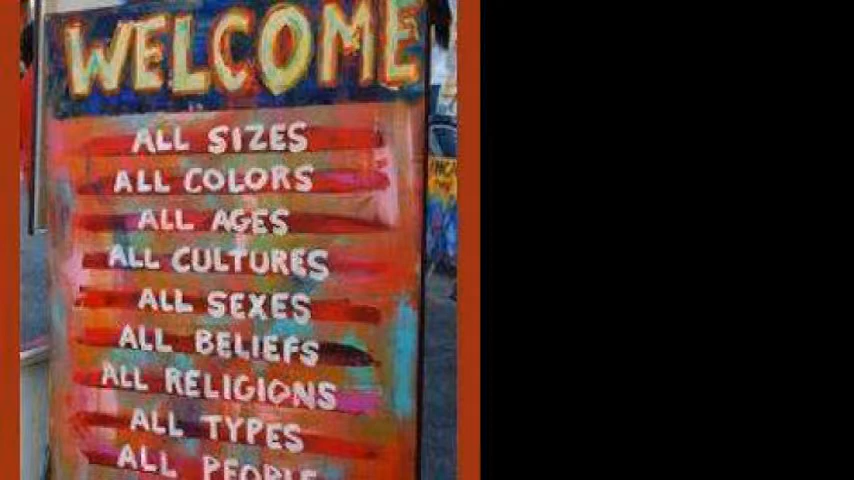 WELCOME
ALL SIZES
ALL COLORS
ALL AGES
ALL CULTURES
ALL SEXES
ALL BELIEFS
ALL RELIGIONS
ALL TYPES
ALL PEOPLE